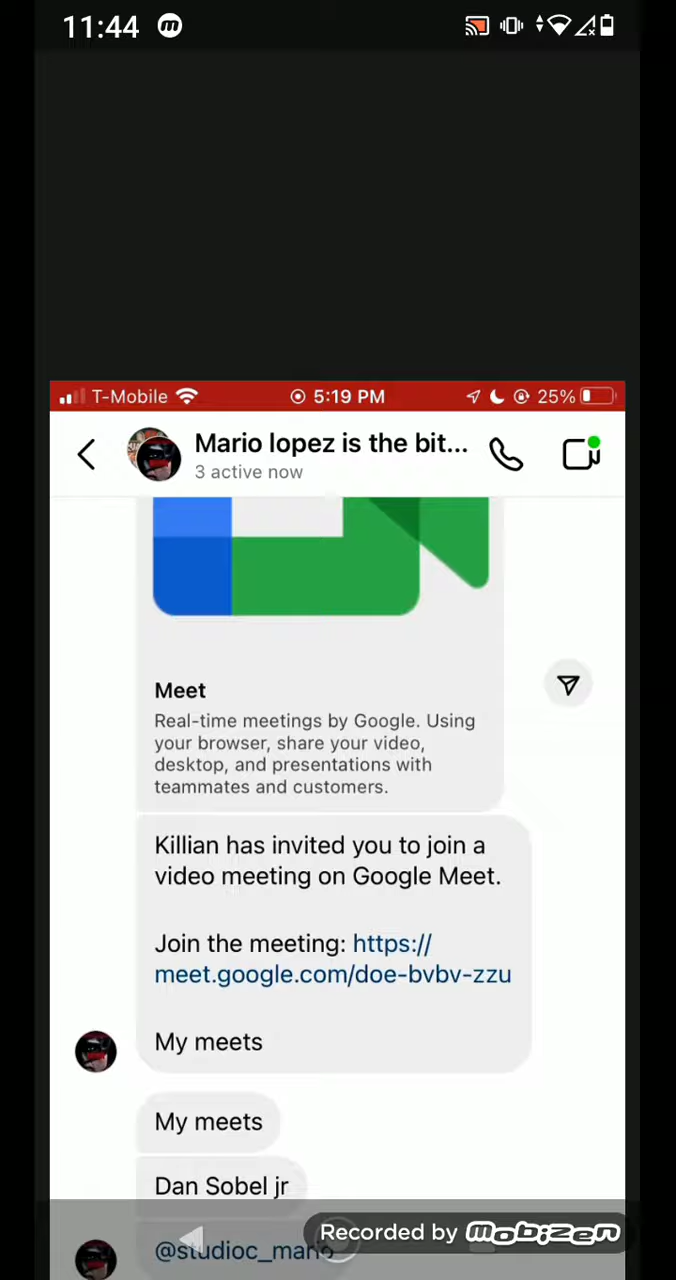 11:44
T-Mobile 5:19 PM 25%
Mario lopez is the bit...
3 active now
Meet
Real-time meetings by Google. Using
your browser, share your video,
desktop, and presentations with
teammates and customers.
Killian has invited you to join a
video meeting on Google Meet.
Join the meeting: https://
meet.google.com/doe-bvbv-zzu
My meets
My meets
Dan Sobel jr
@studioc_mario
Recorded by mobizen